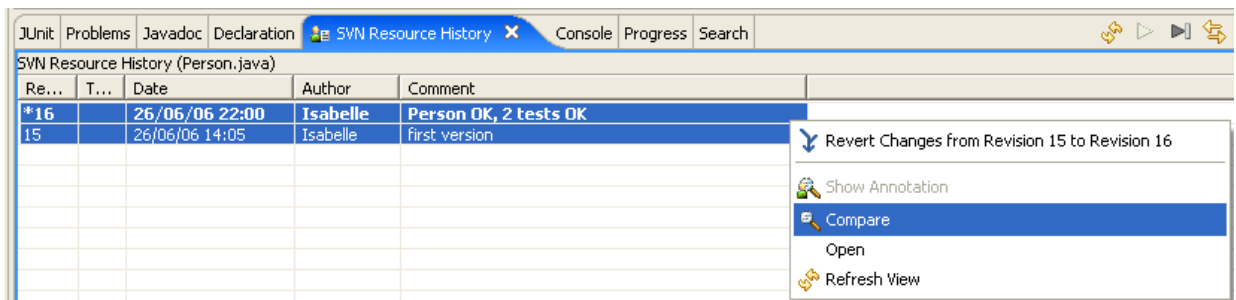 JUnit Problems Javadoc Declaration SVN Resource History Console Progress Search
SVN Resource History (Person.java)
Re... T... Date Author Comment
*16 26/06/06 22:00 Isabelle Person OK, 2 tests OK
15 26/06/06 14:05 Isabelle first version
Revert Changes from Revision 15 to Revision 16
Show Annotation
Compare
Open
Refresh View